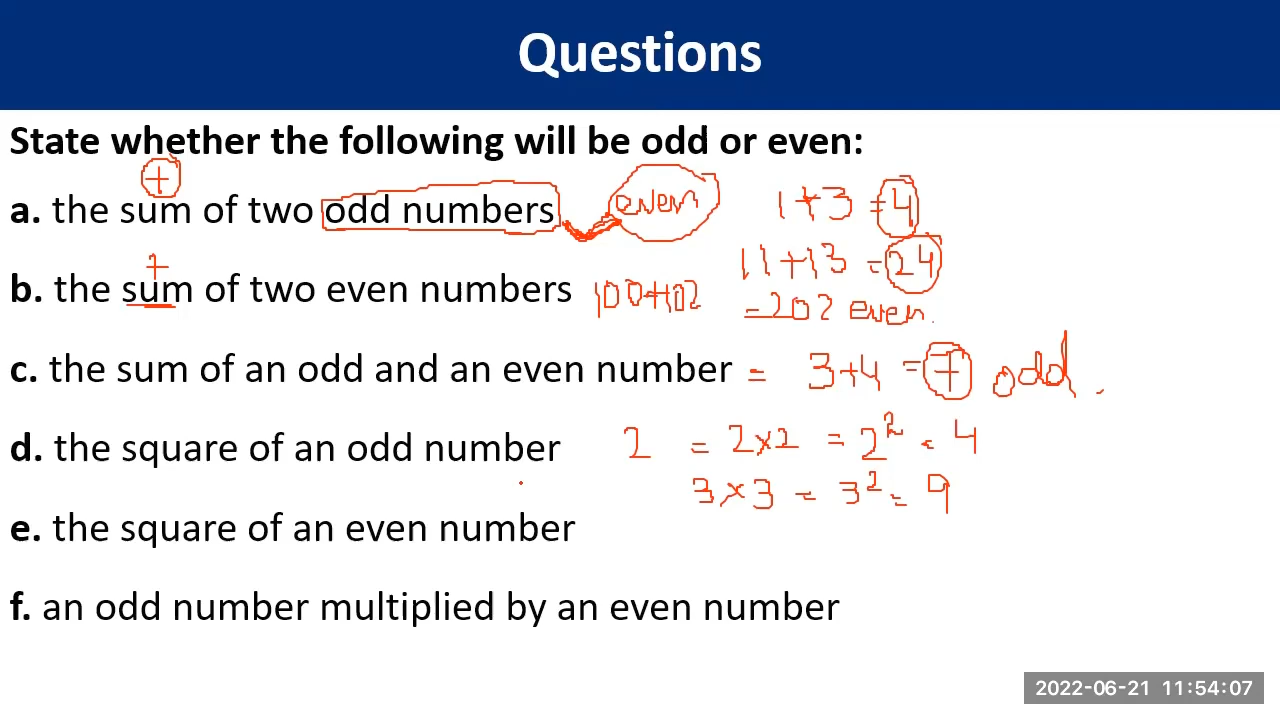 Questions
State whether the following will be odd or even:
+
a. the sum of two odd numbers even 1+3 =4
11+13 =24
+
b. the sum of two even numbers 100+102
=202 even.
c. the sum of an odd and an even number = 3+4 =7 odd.
d. the square of an odd number 2 = 2×2 = 2² = 4
3×3 = 3² = 9
e. the square of an even number
f. an odd number multiplied by an even number
2022-06-21 11:54:07